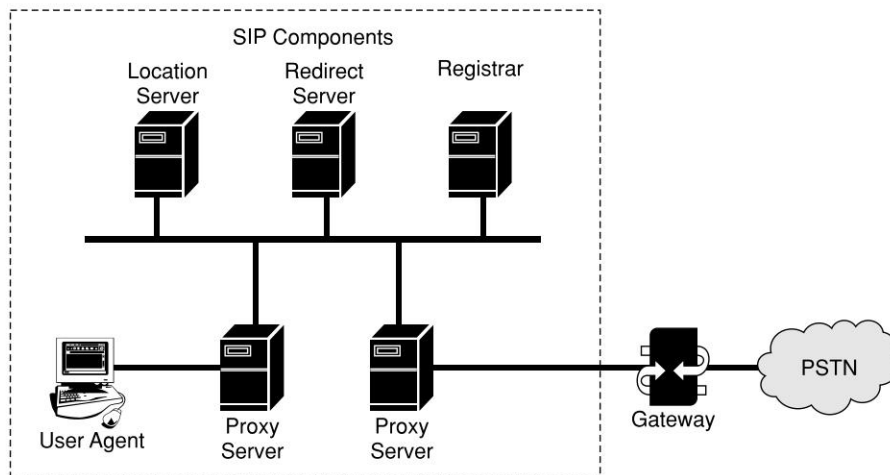 SIP Components
Location
Server
Redirect
Server
Registrar
User Agent
Proxy
Server
Proxy
Server
Gateway
PSTN